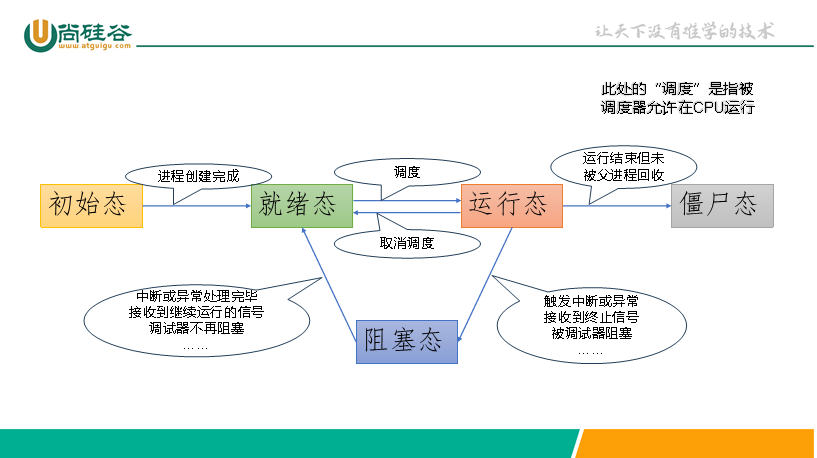 尚硅谷
www.atguigu.com
让天下没有难学的技术
此处的“调度”是指被
调度器允许在CPU运行
进程创建完成
调度
运行结束但未
被父进程回收
初始态
就绪态
运行态
僵尸态
取消调度
中断或异常处理完毕
接收到继续运行的信号
调试器不再阻塞
……
触发中断或异常
接收到终止信号
被调试器阻塞
……
阻塞态